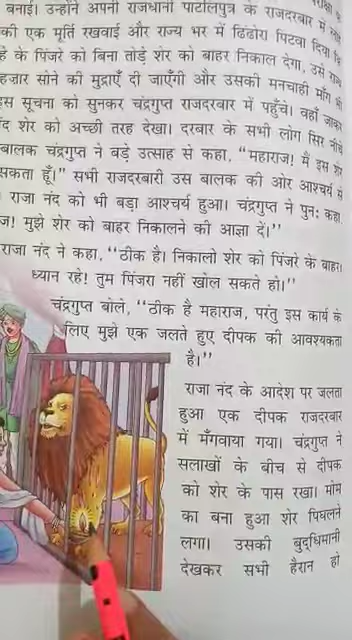 बनाई। उन्होंने अपनी राजधानी पाटलिपुत्र के राजदरबार में
की एक मूर्ति रखवाई और राज्य भर में ढिंढोरा पिटवा दिया
के पिंजरे को बिना तोड़े शेर को बाहर निकाल देगा, उसे
हजार सोने की मुद्राएँ दी जाएँगी और उसकी मनचाही माँग भी
इस सूचना को सुनकर चंद्रगुप्त राजदरबार में पहुँचे। वहाँ जाकर
शेर को अच्छी तरह देखा। दरबार के सभी लोग सिर नीचे
बालक चंद्रगुप्त ने बड़े उत्साह से कहा, “महाराज! मैं इस शेर
सकता हूँ।” सभी राजदरबारी उस बालक की ओर आश्चर्य से
राजा नंद को भी बड़ा आश्चर्य हुआ। चंद्रगुप्त ने पुनः कहा
मुझे शेर को बाहर निकालने की आज्ञा दें।”
राजा नंद ने कहा, “ठीक है। निकालो शेर को पिंजरे के बाहर।
ध्यान रहे! तुम पिंजरा नहीं खोल सकते हो।”
चंद्रगुप्त बोले, “ठीक है महाराज, परंतु इस कार्य के
लिए मुझे एक जलते हुए दीपक की आवश्यकता
है।”
राजा नंद के आदेश पर जलता
हुआ एक दीपक राजदरबार
में मँगवाया गया। चंद्रगुप्त ने
सलाखों के बीच से दीपक
को शेर के पास रखा। मोम
का बना हुआ शेर पिघलने
लगा। उसकी बुद्धिमानी
देखकर सभी हैरान हो